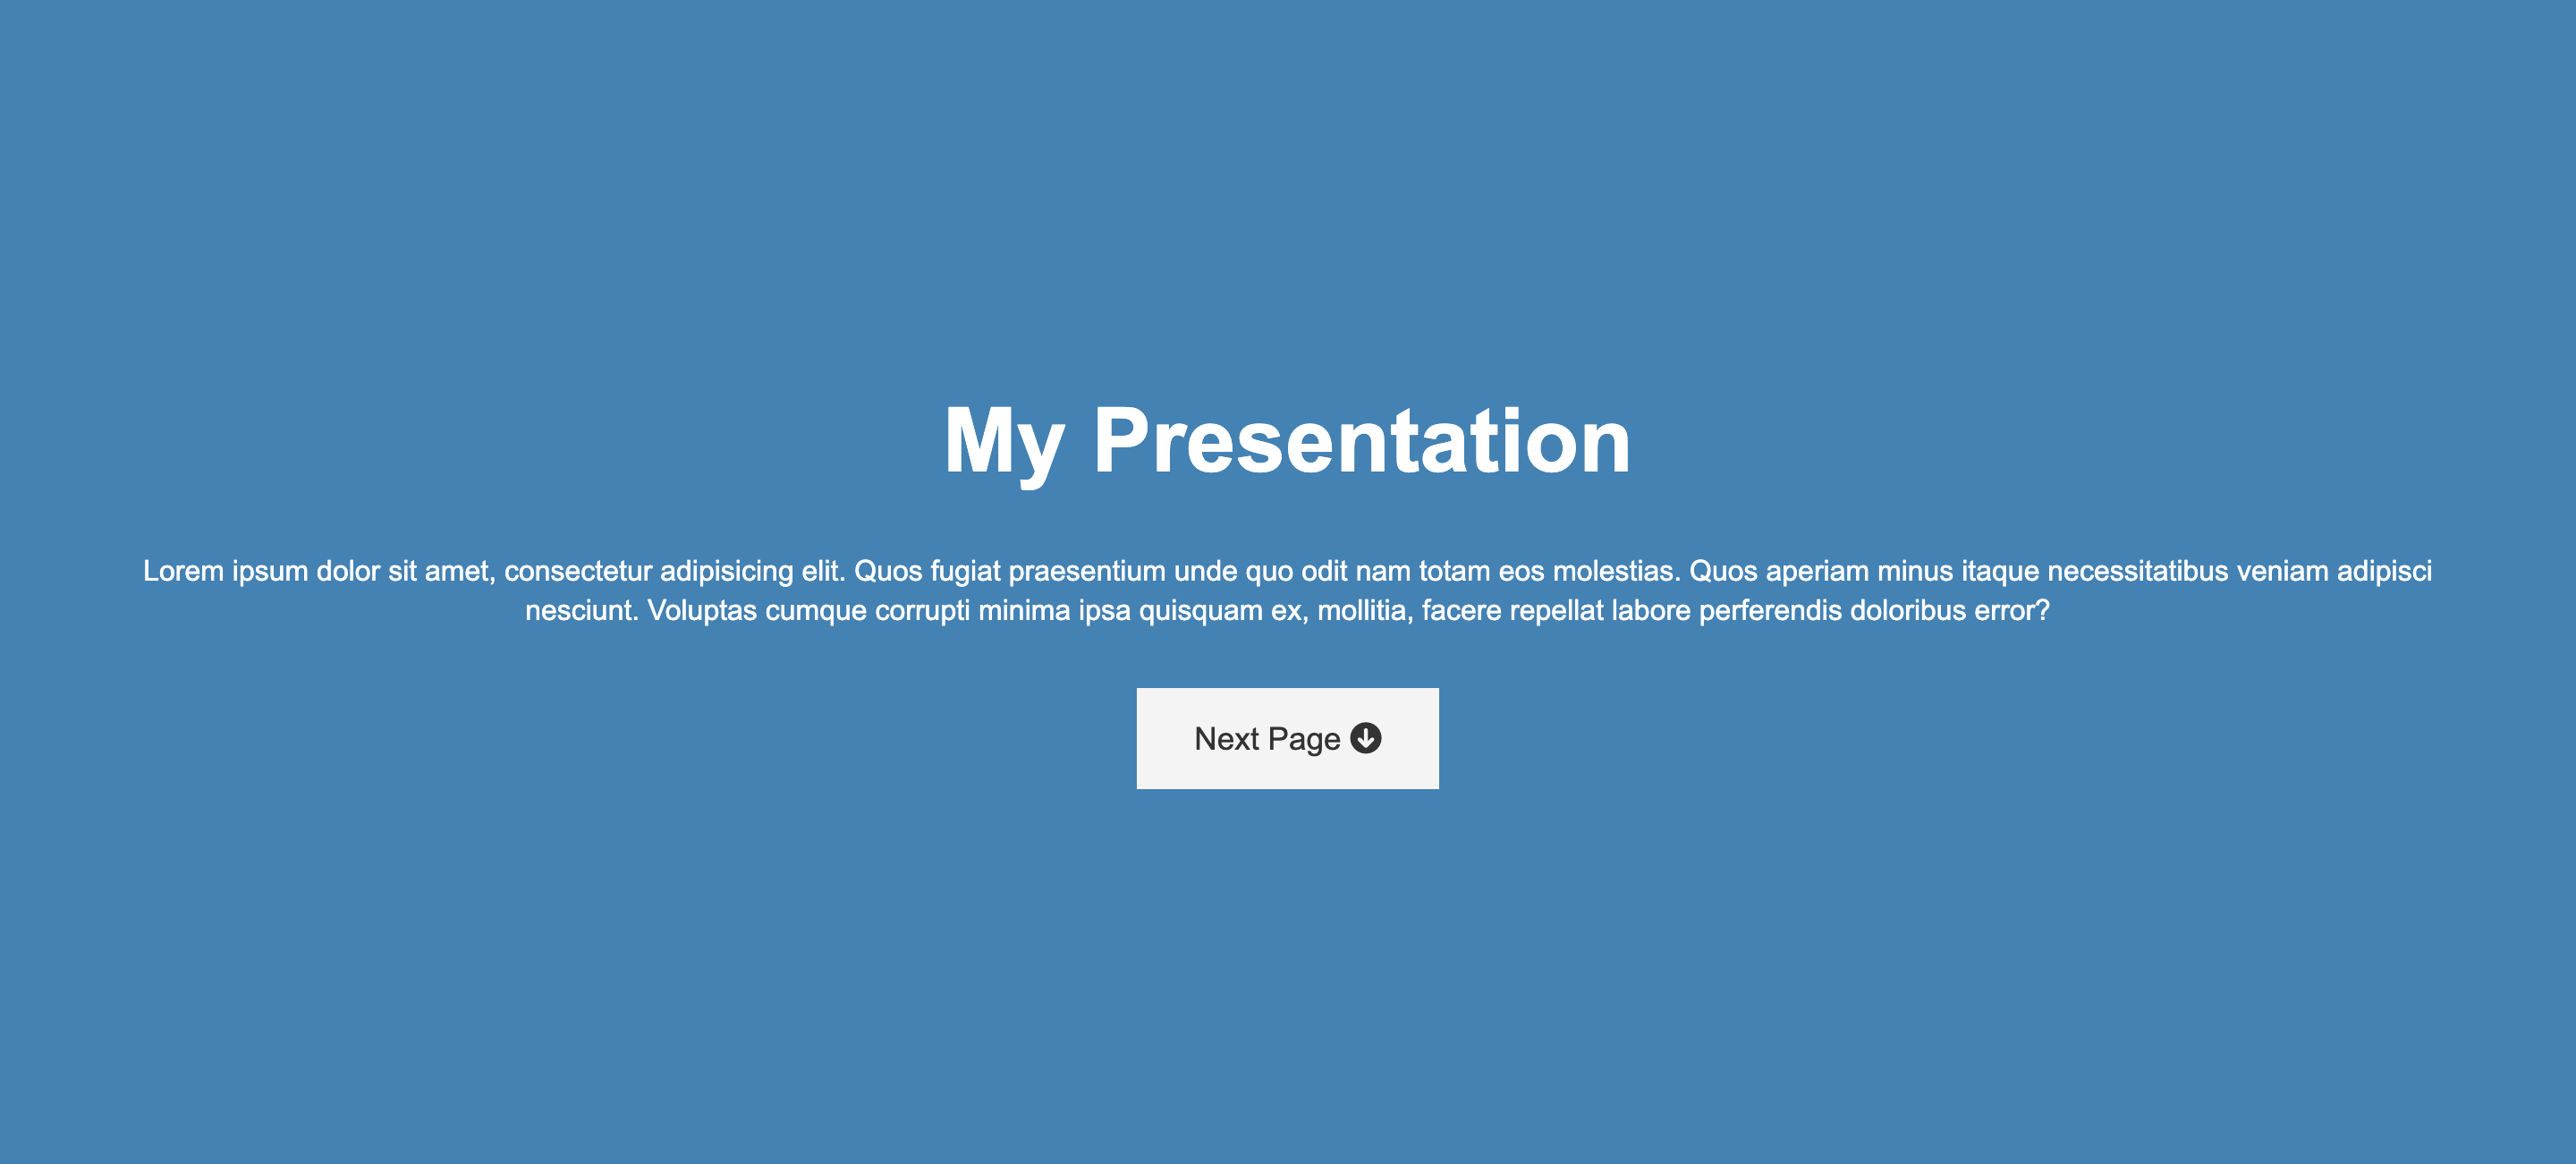 My Presentation
Lorem ipsum dolor sit amet, consectetur adipisicing elit. Quos fugiat praesentium unde quo odit nam totam eos molestias. Quos aperiam minus itaque necessitatibus veniam adipisci
nesciunt. Voluptas cumque corrupti minima ipsa quisquam ex, mollitia, facere repellat labore perferendis doloribus error?
Next Page